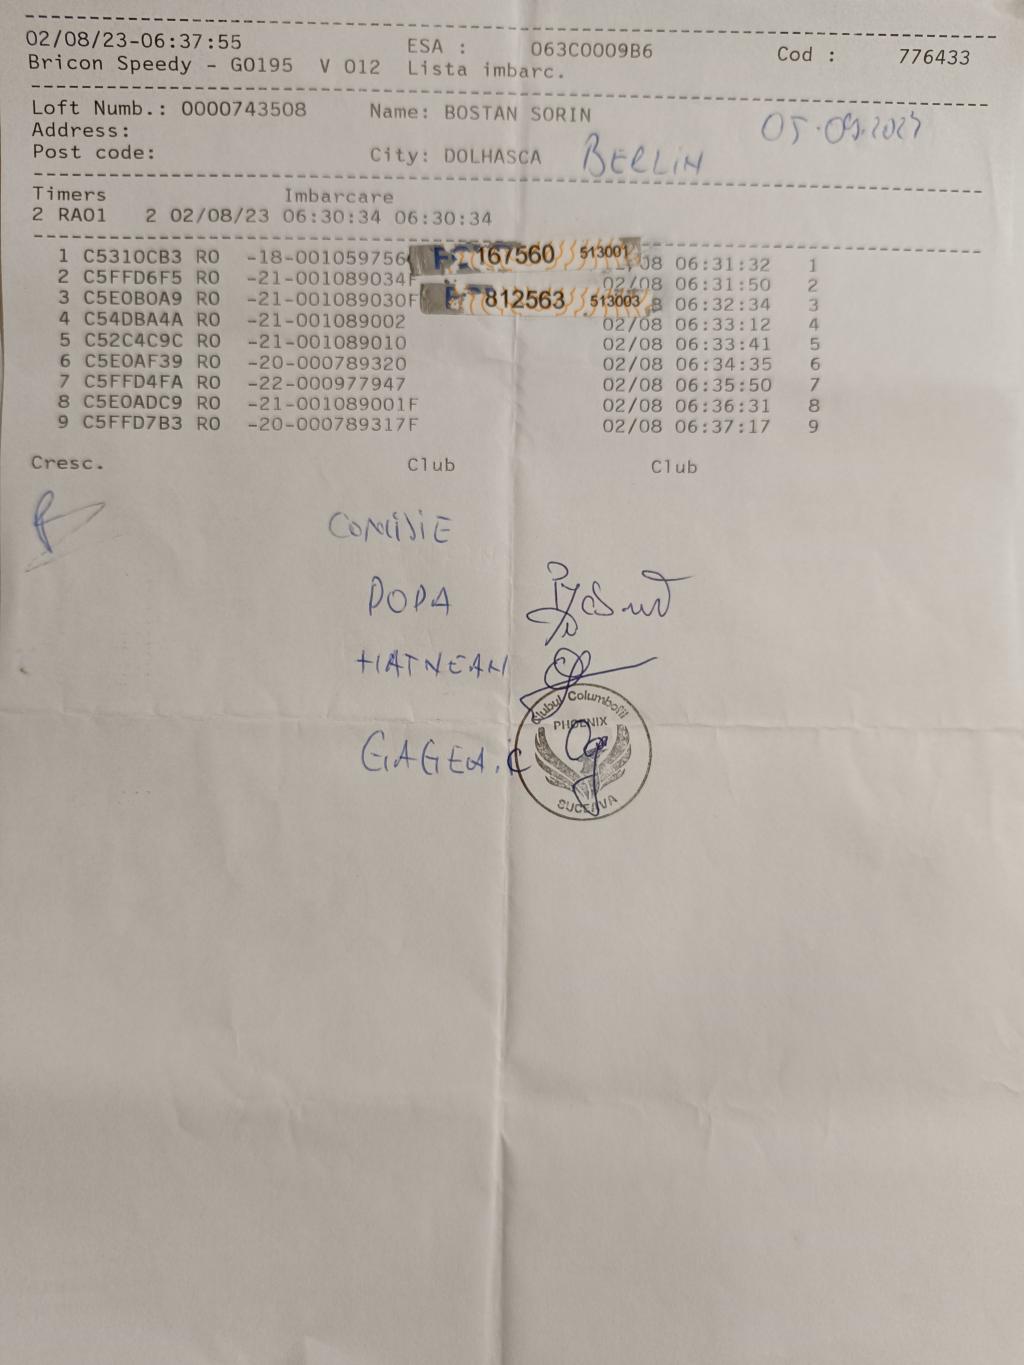 02/08/23-06:37:55 ESA : 063C0009B6 Cod : 776433
Bricon Speedy - G0195 V 012 Lista imbarc.
Loft Numb.: 0000743508 Name: BOSTAN SORIN
Address: 05.09.2023
Post code: City: DOLHASCA BERLIN
Timers Imbarcare
2 RA01 2 02/08/23 06:30:34 06:30:34
1 C5310CB3 RO -18-001059756 167560 513001 /08 06:31:32 1
2 C5FFD6F5 RO -21-001089034F 02/08 06:31:50 2
3 C5E0B0A9 RO -21-001089030F 812563 513003 8 06:32:34 3
4 C54DBA4A RO -21-001089002 02/08 06:33:12 4
5 C52C4C9C RO -21-001089010 02/08 06:33:41 5
6 C5E0AF39 RO -20-000789320 02/08 06:34:35 6
7 C5FFD4FA RO -22-000977947 02/08 06:35:50 7
8 C5E0ADC9 RO -21-001089001F 02/08 06:36:31 8
9 C5FFD7B3 RO -20-000789317F 02/08 06:37:17 9
Cresc. Club Club
COMISIE
POPA
HATNEAN
Clubul Columbofil
PHOENIX
GAGEA.C
SUCEAVA